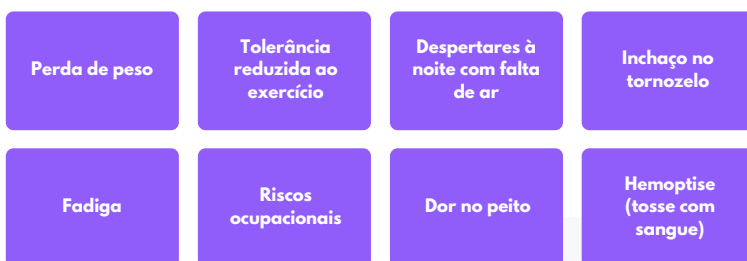 Perda de peso
Tolerância
reduzida ao
exercício
Despertares à
noite com falta
de ar
Inchaço no
tornozelo
Fadiga
Riscos
ocupacionais
Dor no peito
Hemoptise
(tosse com
sangue)